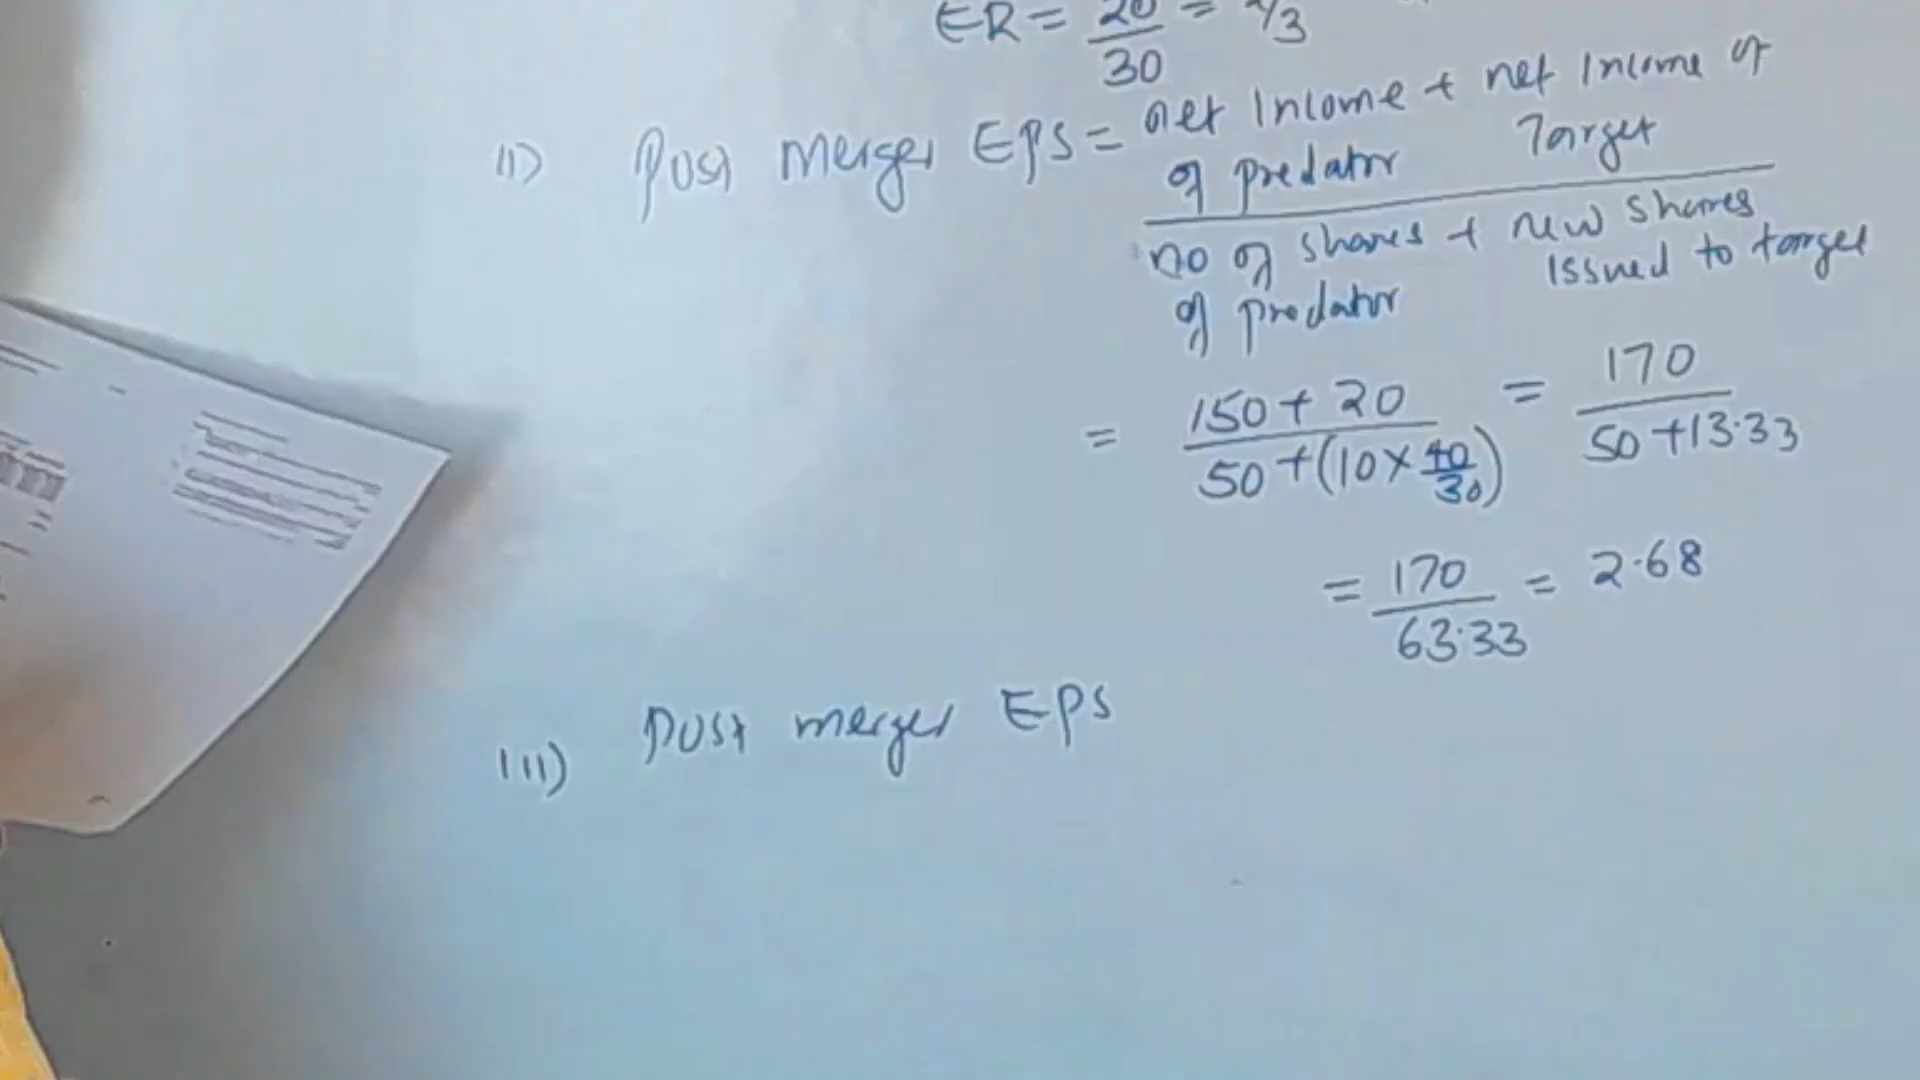 ER = 20/30 = 2/3
11) Post merger EPS = net Income + net Income of
of predator Target
no of shares + new shares
of predator issued to target
= 150 + 20 / 50 + (10 × 40/30) = 170 / 50 + 13.33
= 170 / 63.33 = 2.68
111) Post merger EPS